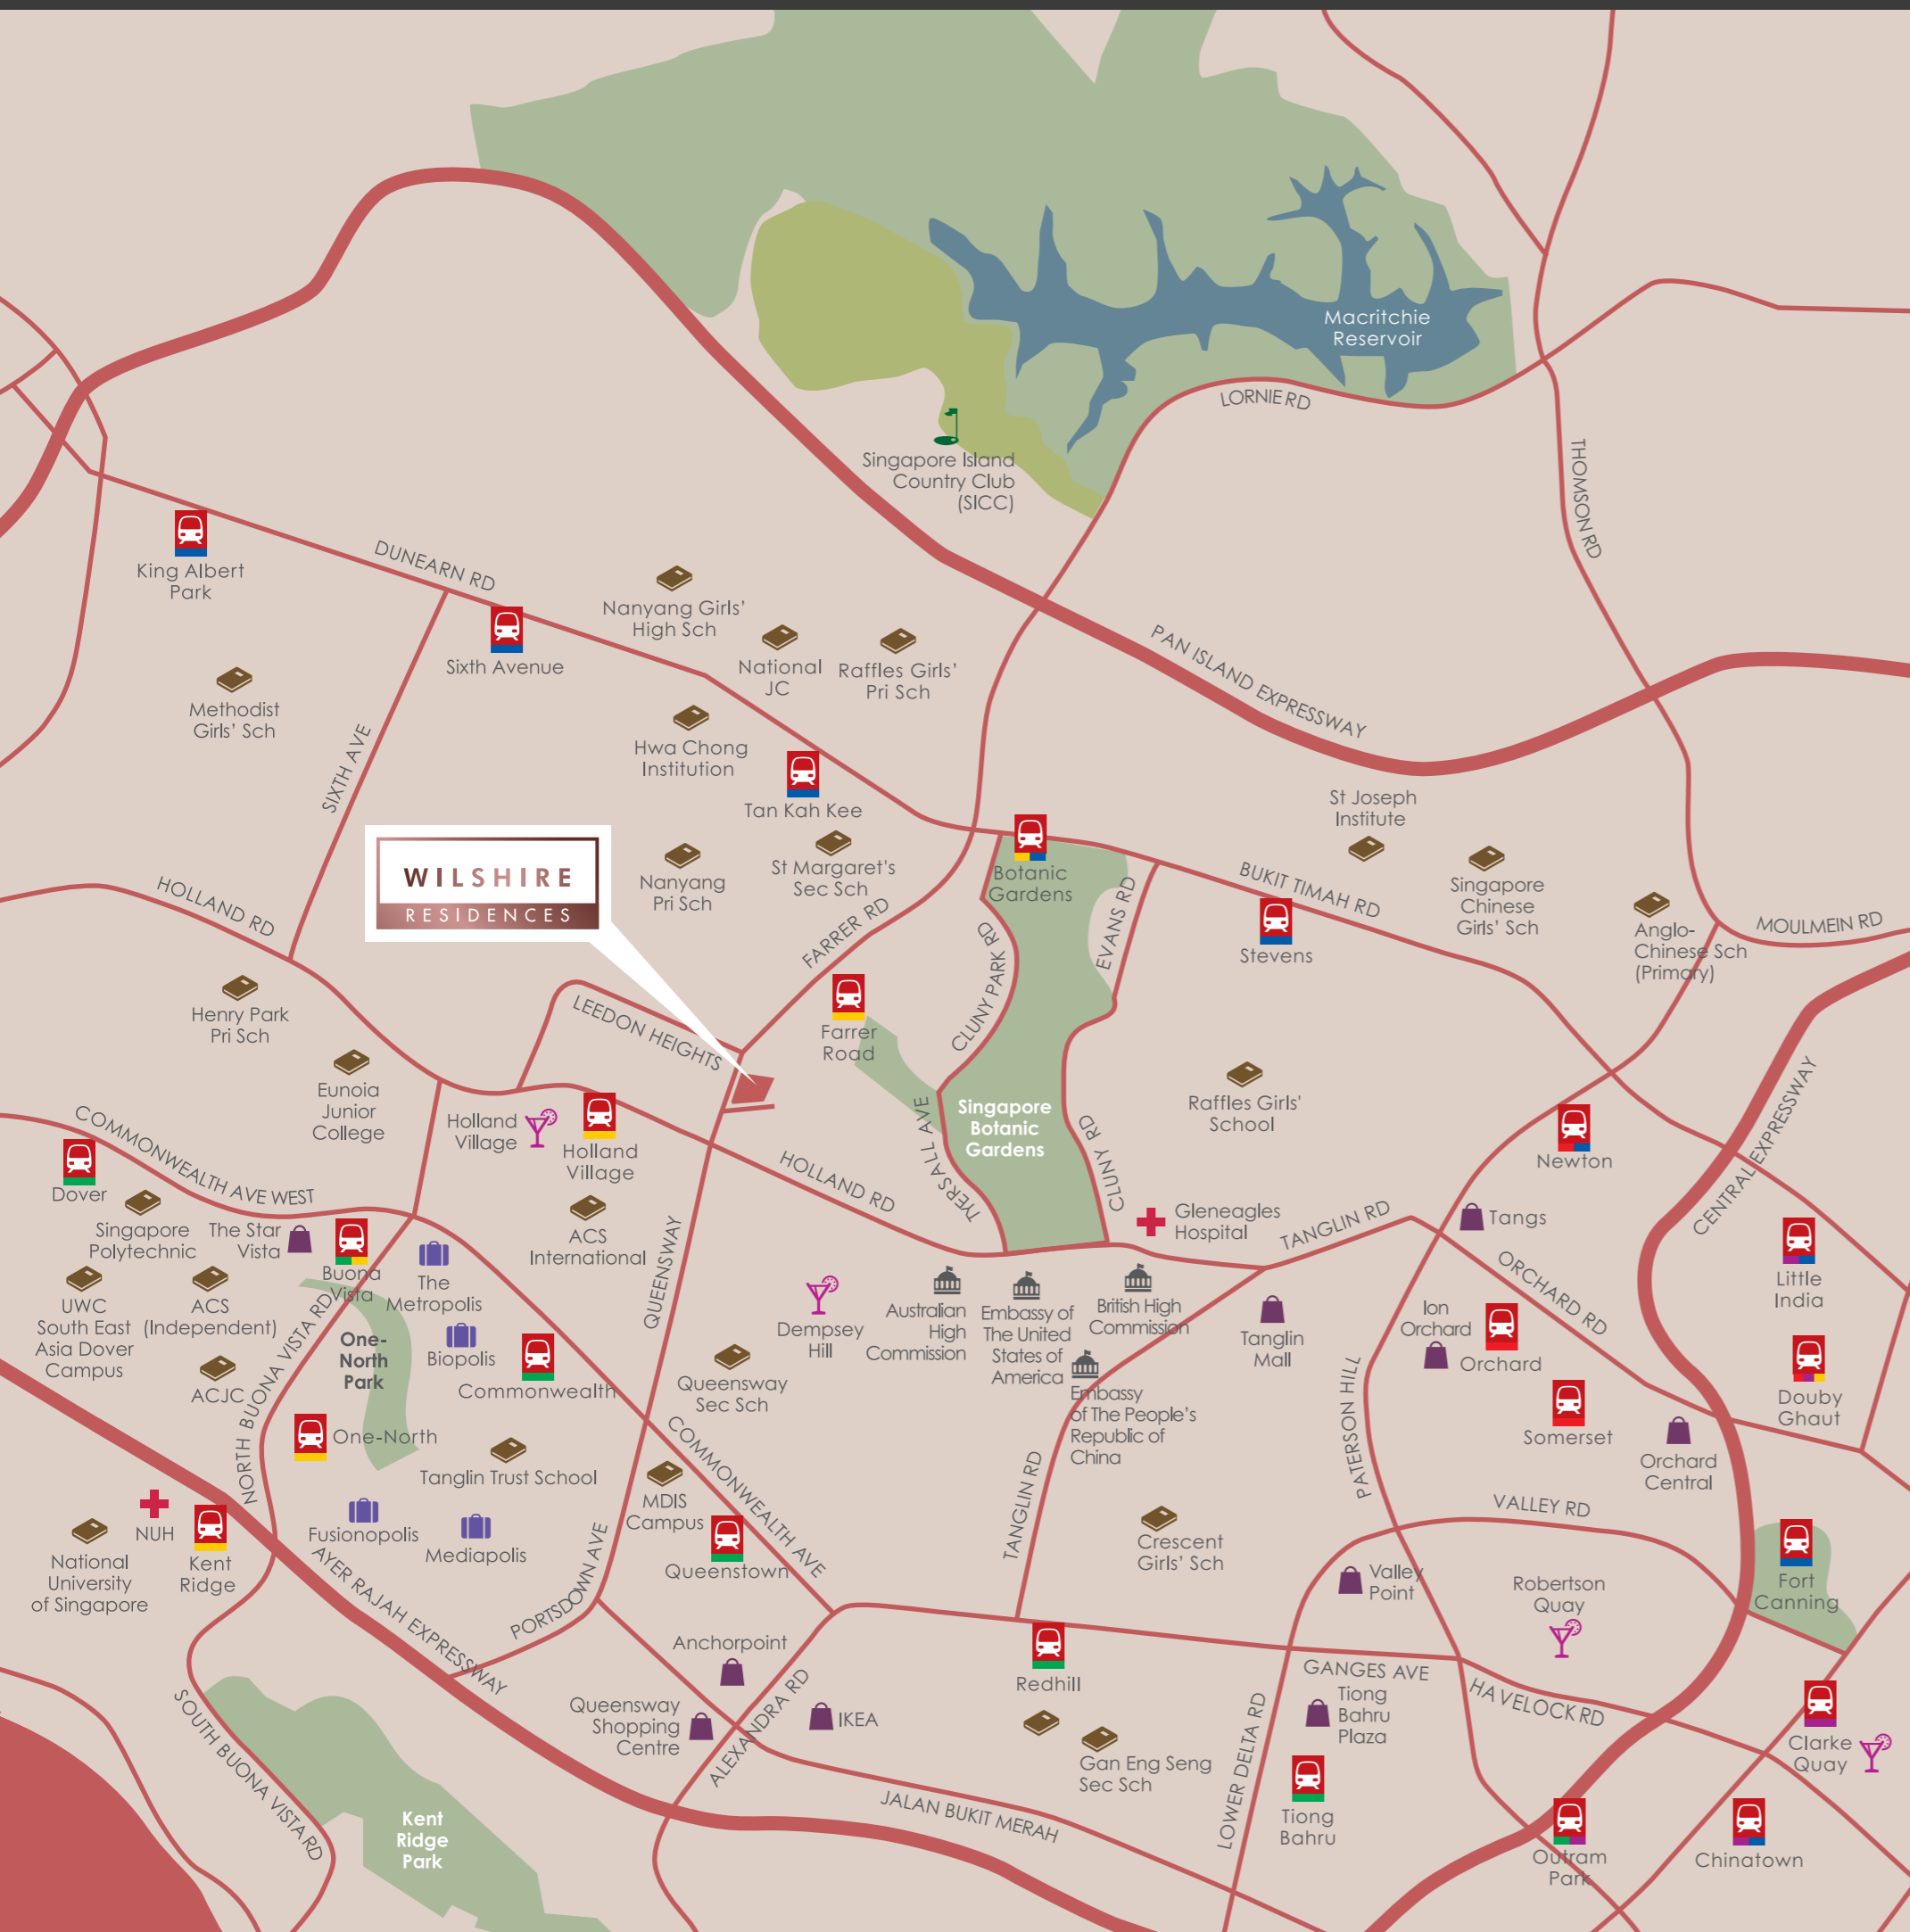 Macritchie
Reservoir
LORNIE RD
Singapore Island
Country Club
(SICC)
THOMSON RD
King Albert
Park
DUNEARN RD
Nanyang Girls'
High Sch
Sixth Avenue
National
JC
Raffles Girls'
Pri Sch
PAN ISLAND EXPRESSWAY
Methodist
Girls' Sch
SIXTH AVE
Hwa Chong
Institution
Tan Kah Kee
St Joseph
Institute
WILSHIRE
RESIDENCES
Nanyang
Pri Sch
St Margaret's
Sec Sch
Botanic
Gardens
BUKIT TIMAH RD
Singapore
Chinese
Girls' Sch
HOLLAND RD
FARRER RD
CLUNY PARK RD
EVANS RD
Stevens
Anglo-
Chinese Sch
(Primary)
MOULMEIN RD
Henry Park
Pri Sch
LEEDON HEIGHTS
Farrer
Road
Eunoia
Junior
College
Holland
Village
Holland
Village
TYERSALL AVE
Singapore
Botanic
Gardens
CLUNY RD
Raffles Girls'
School
Newton
CENTRAL EXPRESSWAY
COMMONWEALTH AVE WEST
Dover
Singapore
Polytechnic
The Star
Vista
Buona
Vista
The
Metropolis
ACS
International
QUEENSWAY
HOLLAND RD
Gleneagles
Hospital
TANGLIN RD
Tangs
ORCHARD RD
Little
India
UWC
South East
Asia Dover
Campus
ACS
(Independent)
ACJC
NORTH BUONA VISTA RD
One-
North
Park
Biopolis
Commonwealth
Queensway
Sec Sch
Dempsey
Hill
Australian
High
Commission
Embassy of
The United
States of
America
British High
Commission
Embassy
of The People's
Republic of
China
Tanglin
Mall
Ion
Orchard
Orchard
Douby
Ghaut
PATERSON HILL
Somerset
Orchard
Central
One-North
Tanglin Trust School
COMMONWEALTH AVE
MDIS
Campus
TANGLIN RD
VALLEY RD
NUH
National
University
of Singapore
Kent
Ridge
Fusionopolis
Mediapolis
Queenstown
Crescent
Girls' Sch
Valley
Point
Robertson
Quay
Fort
Canning
AYER RAJAH EXPRESSWAY
PORTSDOWN AVE
Anchorpoint
Redhill
GANGES AVE
HAVELOCK RD
SOUTH BUONA VISTA RD
Queensway
Shopping
Centre
ALEXANDRA RD
IKEA
Gan Eng Seng
Sec Sch
LOWER DELTA RD
Tiong
Bahru
Plaza
Clarke
Quay
JALAN BUKIT MERAH
Kent
Ridge
Park
Tiong
Bahru
Outram
Park
Chinatown